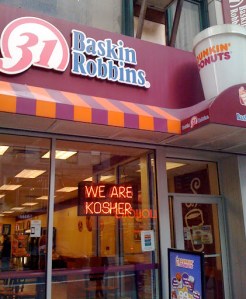 31
Baskin
Robbins
DUNKIN'
DONUTS
WE ARE
KOSHER